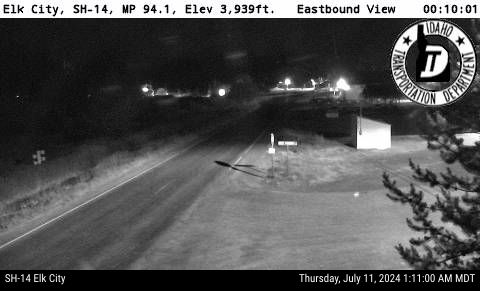 Elk City, SH-14, MP 94.1, Elev 3,939ft. Eastbound View 00:10:01
IDAHO
TRANSPORTATION DEPARTMENT
SH-14 Elk City Thursday, July 11, 2024 1:11:00 AM MDT